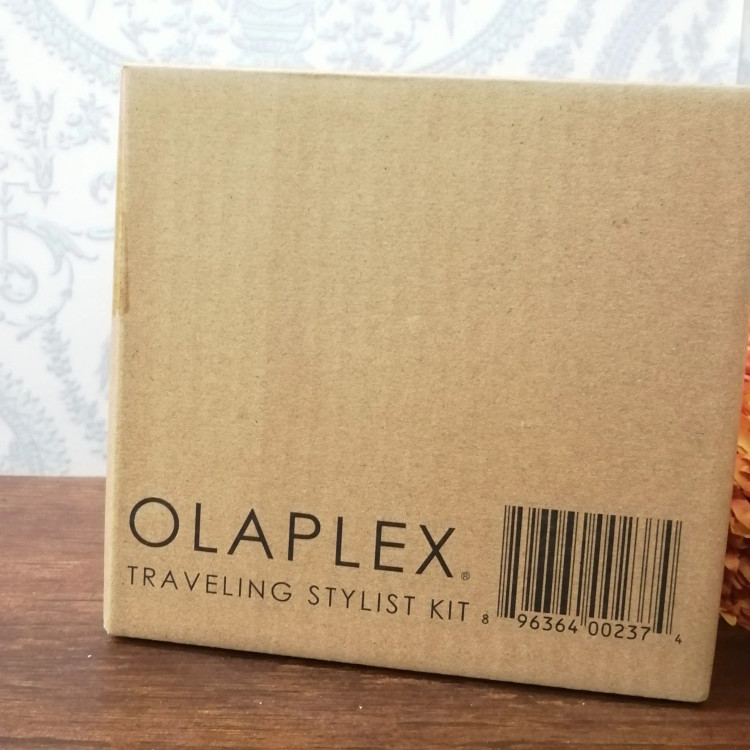 OLAPLEX®
TRAVELING STYLIST KIT
8 96364 00237 4